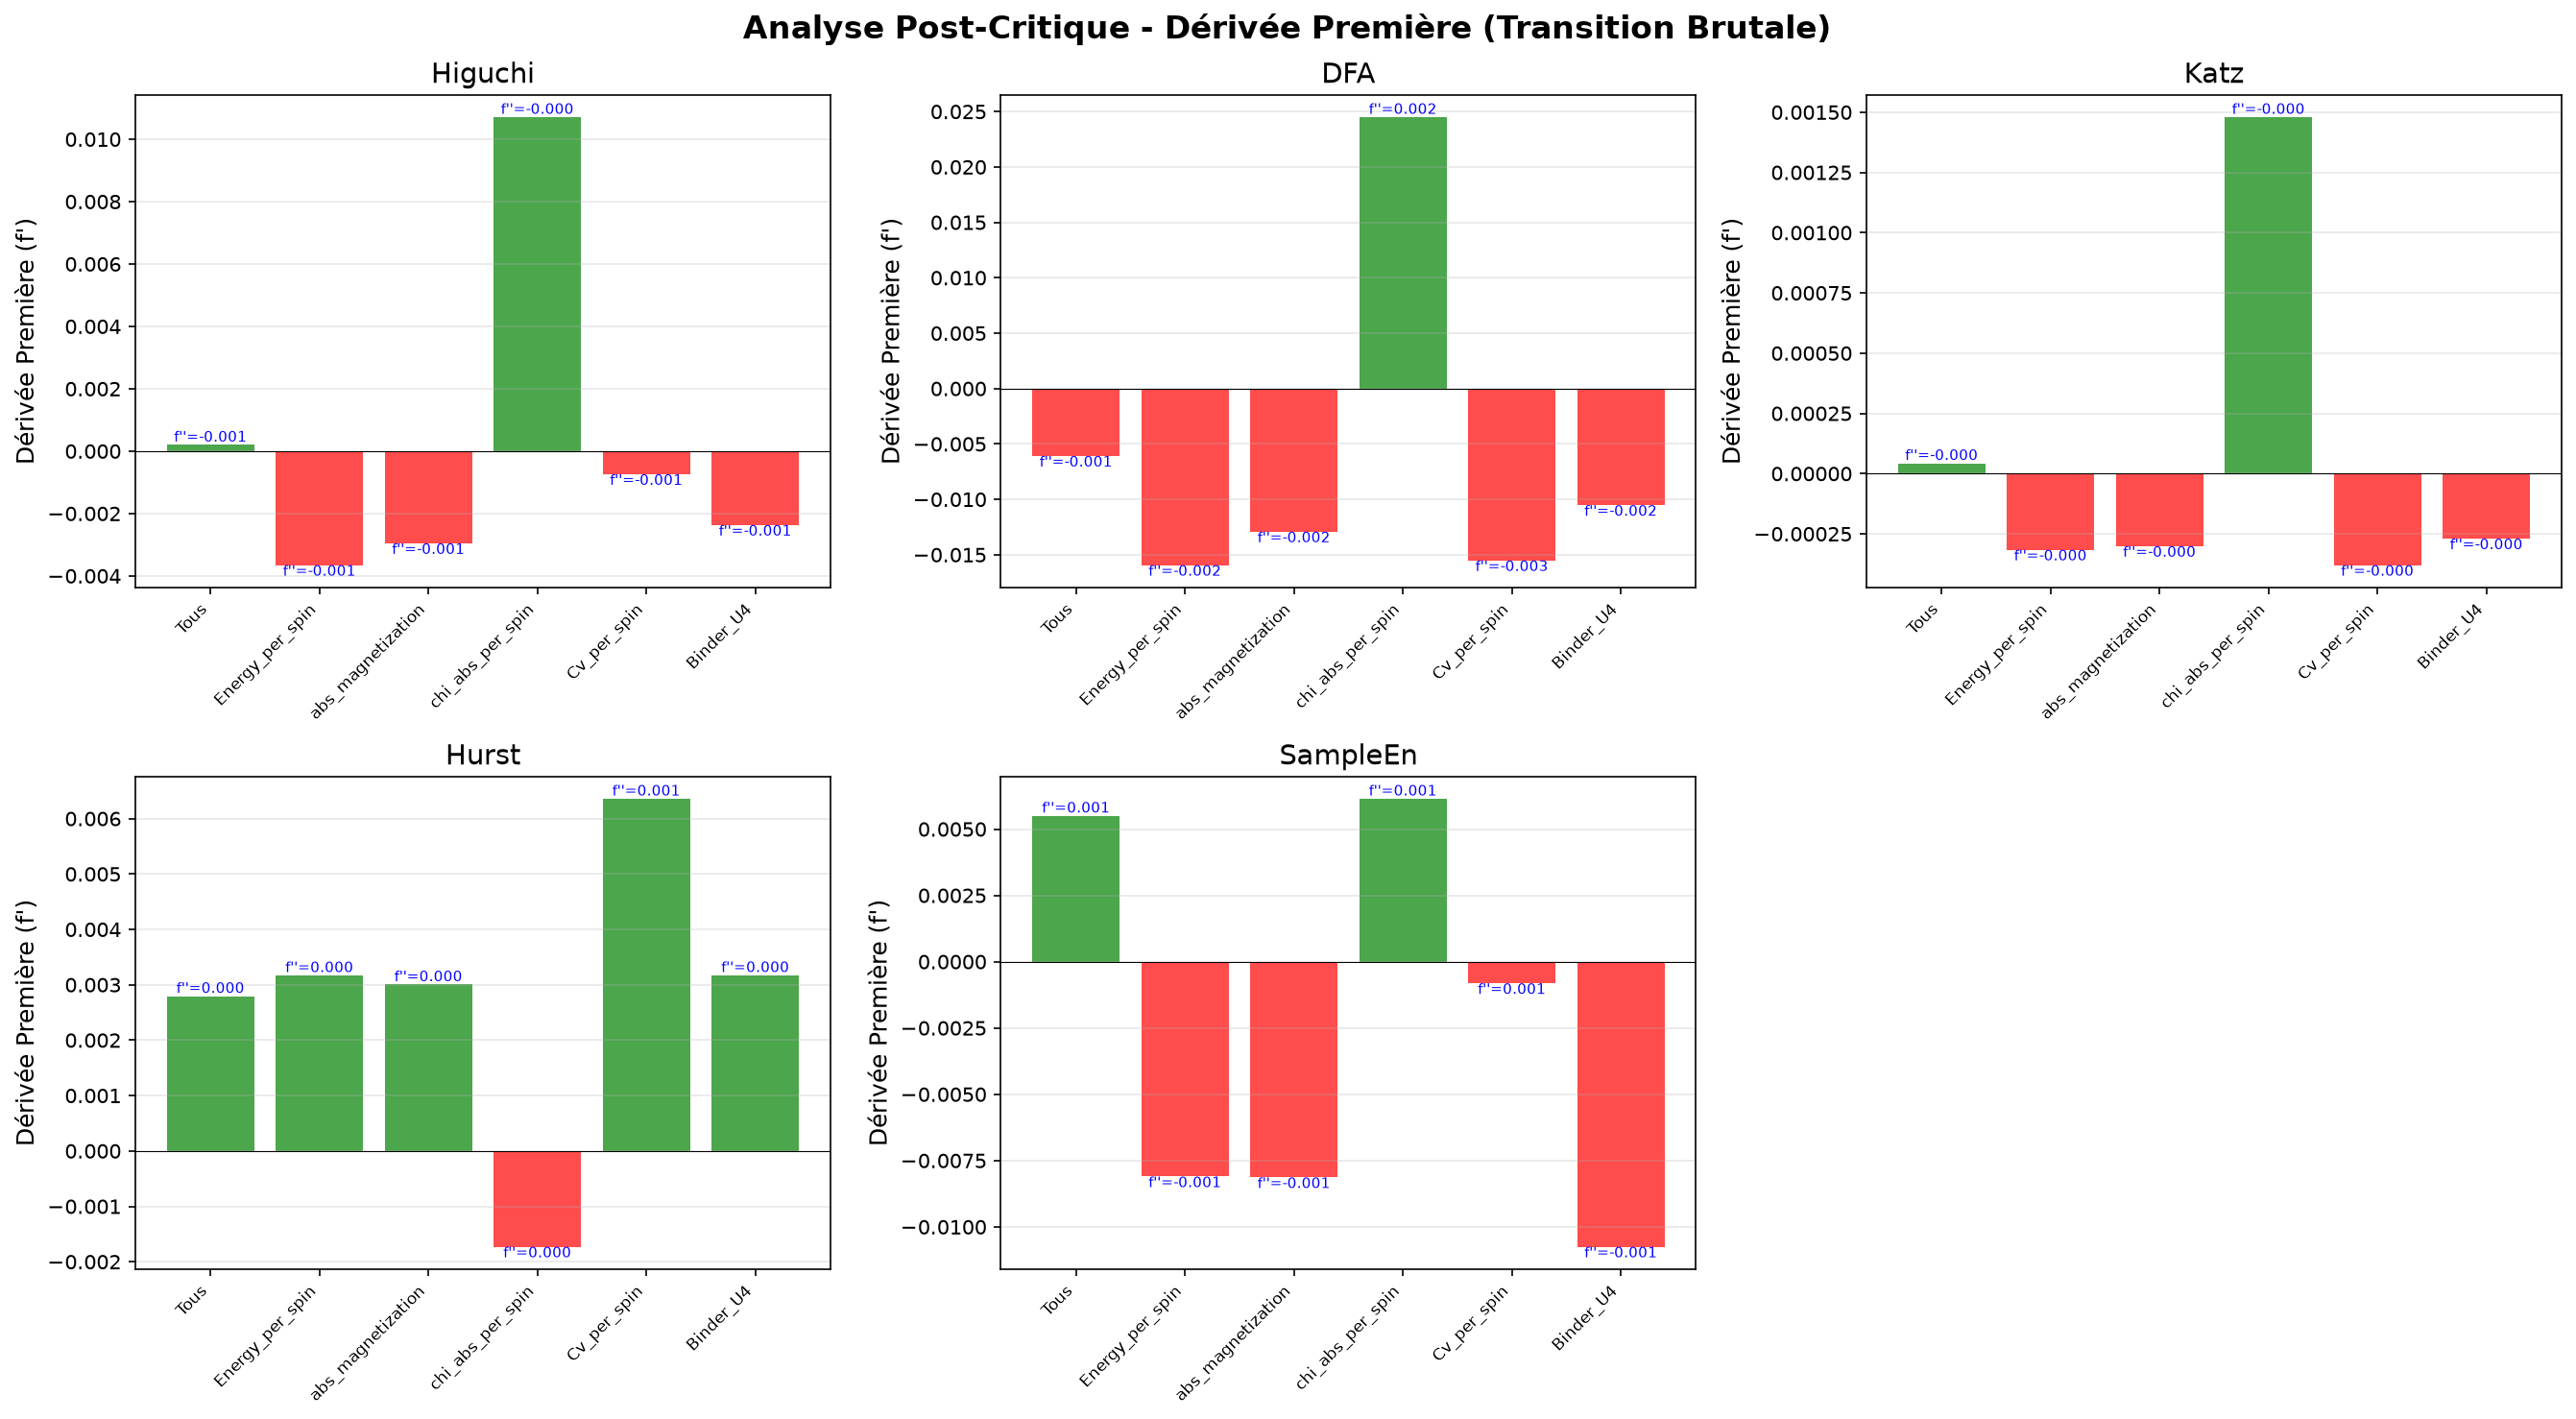 Analyse Post-Critique - Dérivée Première (Transition Brutale)
Higuchi
Dérivée Première (f')
0.010
0.008
0.006
0.004
0.002
0.000
−0.002
−0.004
f''=-0.001
f''=-0.001
f''=-0.001
f''=-0.000
f''=-0.001
f''=-0.001
Tous
Energy_per_spin
abs_magnetization
chi_abs_per_spin
Cv_per_spin
Binder_U4
DFA
Dérivée Première (f')
0.025
0.020
0.015
0.010
0.005
0.000
−0.005
−0.010
−0.015
f''=-0.001
f''=-0.002
f''=-0.002
f''=0.002
f''=-0.003
f''=-0.002
Tous
Energy_per_spin
abs_magnetization
chi_abs_per_spin
Cv_per_spin
Binder_U4
Katz
Dérivée Première (f')
0.00150
0.00125
0.00100
0.00075
0.00050
0.00025
0.00000
−0.00025
f''=-0.000
f''=-0.000
f''=-0.000
f''=-0.000
f''=-0.000
f''=-0.000
Tous
Energy_per_spin
abs_magnetization
chi_abs_per_spin
Cv_per_spin
Binder_U4
Hurst
Dérivée Première (f')
0.006
0.005
0.004
0.003
0.002
0.001
0.000
−0.001
−0.002
f''=0.000
f''=0.000
f''=0.000
f''=0.000
f''=0.001
f''=0.000
Tous
Energy_per_spin
abs_magnetization
chi_abs_per_spin
Cv_per_spin
Binder_U4
SampleEn
Dérivée Première (f')
0.0050
0.0025
0.0000
−0.0025
−0.0050
−0.0075
−0.0100
f''=0.001
f''=-0.001
f''=-0.001
f''=0.001
f''=0.001
f''=-0.001
Tous
Energy_per_spin
abs_magnetization
chi_abs_per_spin
Cv_per_spin
Binder_U4